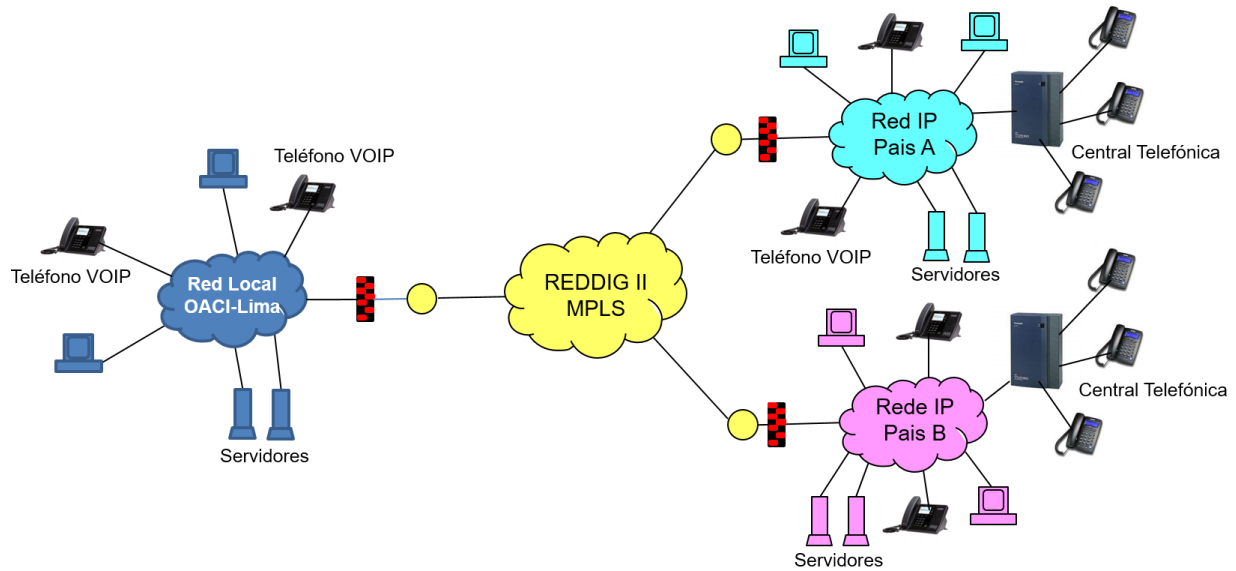 Teléfono VOIP
Teléfono VOIP
Red Local
OACI-Lima
Servidores
REDDIG II
MPLS
Red IP
Pais A
Central Telefónica
Teléfono VOIP
Servidores
Rede IP
Pais B
Central Telefónica
Servidores